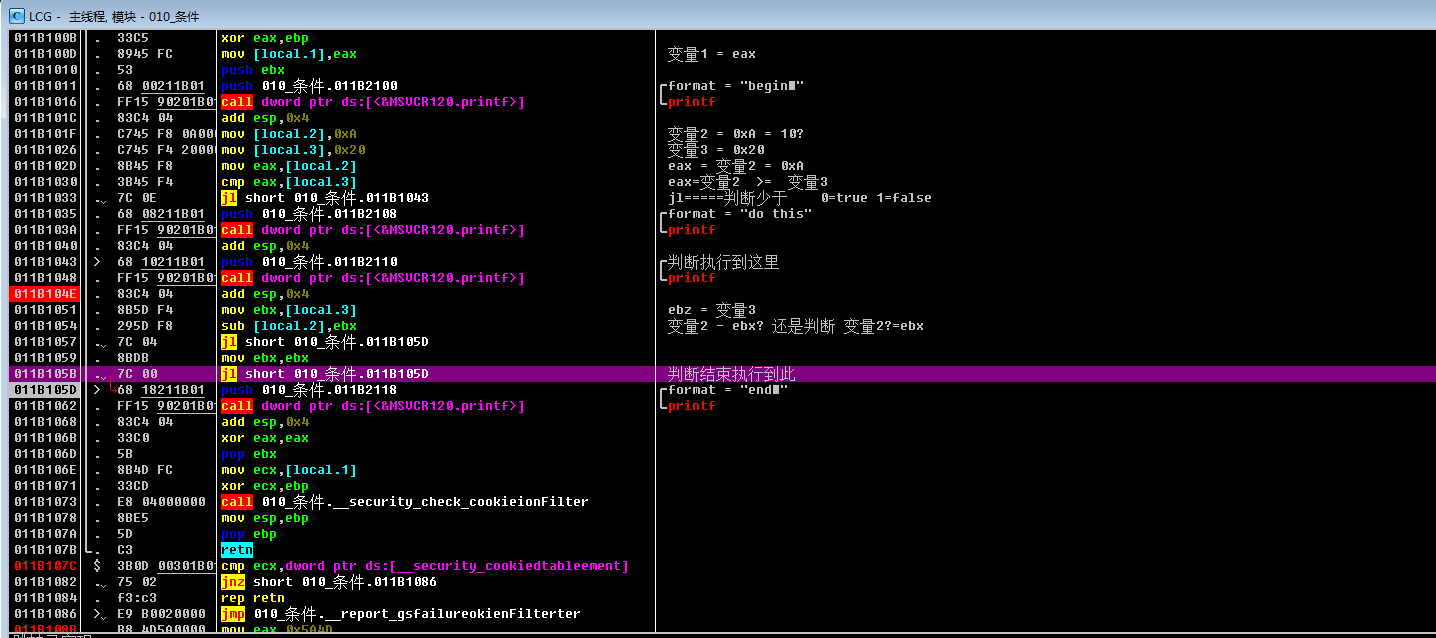 LCG - 主线程, 模块 - 010_条件
011B100B . 33C5 xor eax,ebp
011B100D . 8945 FC mov [local.1],eax 变量1 = eax
011B1010 . 53 push ebx
011B1011 . 68 00211B01 push 010_条件.011B2100 format = "begin■"
011B1016 . FF15 90201B0 call dword ptr ds:[<&MSVCR120.printf>] printf
011B101C . 83C4 04 add esp,0x4
011B101F . C745 F8 0A00 mov [local.2],0xA 变量2 = 0xA = 10?
011B1026 . C745 F4 2000 mov [local.3],0x20 变量3 = 0x20
011B102D . 8B45 F8 mov eax,[local.2] eax = 变量2 = 0xA
011B1030 . 3B45 F4 cmp eax,[local.3] eax=变量2 >= 变量3
011B1033 . 7C 0E jl short 010_条件.011B1043 jl=====判断少于 0=true 1=false
011B1035 . 68 08211B01 push 010_条件.011B2108 format = "do this"
011B103A . FF15 90201B0 call dword ptr ds:[<&MSVCR120.printf>] printf
011B1040 . 83C4 04 add esp,0x4
011B1043 > 68 10211B01 push 010_条件.011B2110 判断执行到这里
011B1048 . FF15 90201B0 call dword ptr ds:[<&MSVCR120.printf>] printf
011B104E . 83C4 04 add esp,0x4
011B1051 . 8B5D F4 mov ebx,[local.3] ebz = 变量3
011B1054 . 295D F8 sub [local.2],ebx 变量2 - ebx? 还是判断 变量2?=ebx
011B1057 . 7C 04 jl short 010_条件.011B105D
011B1059 . 8BDB mov ebx,ebx
011B105B . 7C 00 jl short 010_条件.011B105D 判断结束执行到此
011B105D > 68 18211B01 push 010_条件.011B2118 format = "end■"
011B1062 . FF15 90201B0 call dword ptr ds:[<&MSVCR120.printf>] printf
011B1068 . 83C4 04 add esp,0x4
011B106B . 33C0 xor eax,eax
011B106D . 5B pop ebx
011B106E . 8B4D FC mov ecx,[local.1]
011B1071 . 33CD xor ecx,ebp
011B1073 . E8 04000000 call 010_条件.__security_check_cookieionFilter
011B1078 . 8BE5 mov esp,ebp
011B107A . 5D pop ebp
011B107B . C3 retn
011B107C $ 3B0D 00301B0 cmp ecx,dword ptr ds:[__security_cookiedtableement]
011B1082 . 75 02 jnz short 010_条件.011B1086
011B1084 . f3:c3 rep retn
011B1086 > E9 B0020000 jmp 010_条件.__report_gsfailureokienFilterter
011B108B . B8 4D5A0000 mov eax,0x5A4D